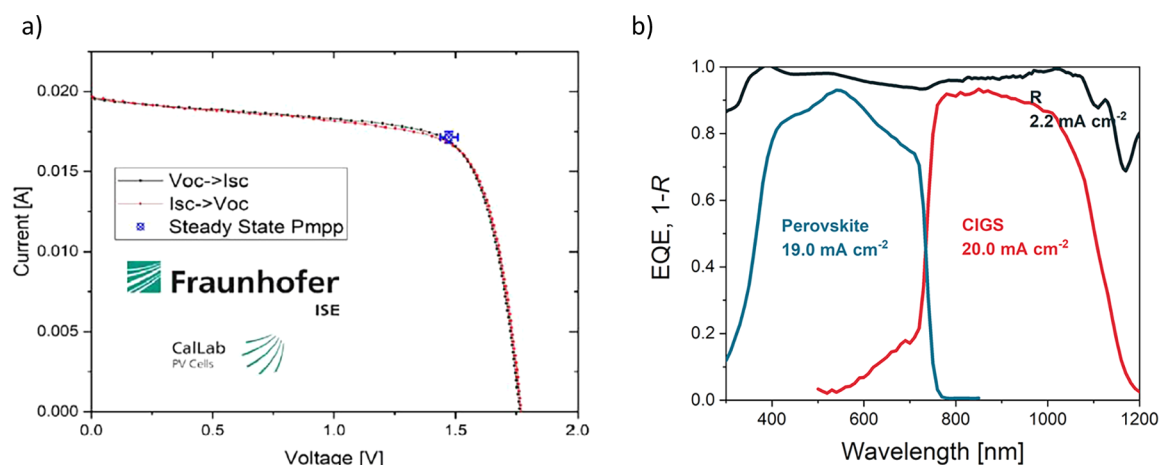 a)
0.020
0.015
0.010
0.005
0.000
Current [A]
0.0
0.5
1.0
1.5
2.0
Voltage [V]
Voc->Isc
Isc->Voc
Steady State Pmpp
Fraunhofer
ISE
CalLab
PV Cells
b)
1.0
0.8
0.6
0.4
0.2
0.0
EQE, 1-R
400
600
800
1000
1200
Wavelength [nm]
R
2.2 mA cm-2
Perovskite
19.0 mA cm-2
CIGS
20.0 mA cm-2